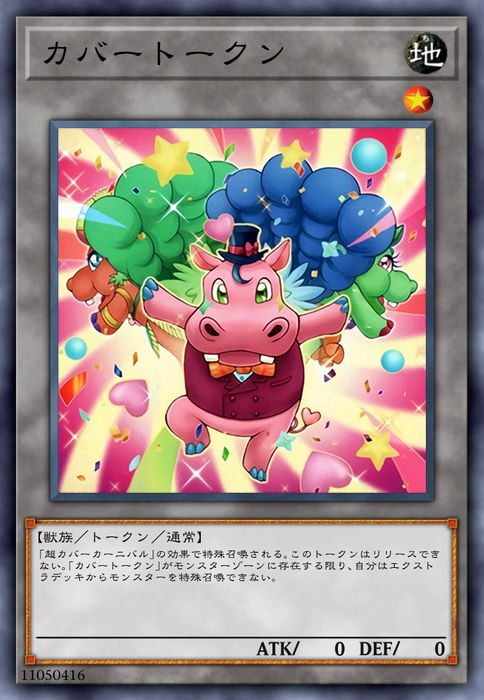 カバートークン
ち
地
【獣族／トークン／通常】
「超カバーカーニバル」の効果で特殊召喚される。このトークンはリリースでき
ない。「カバートークン」がモンスターゾーンに存在する限り、自分はエクスト
ラデッキからモンスターを特殊召喚できない。
ATK/ 0 DEF/ 0
11050416